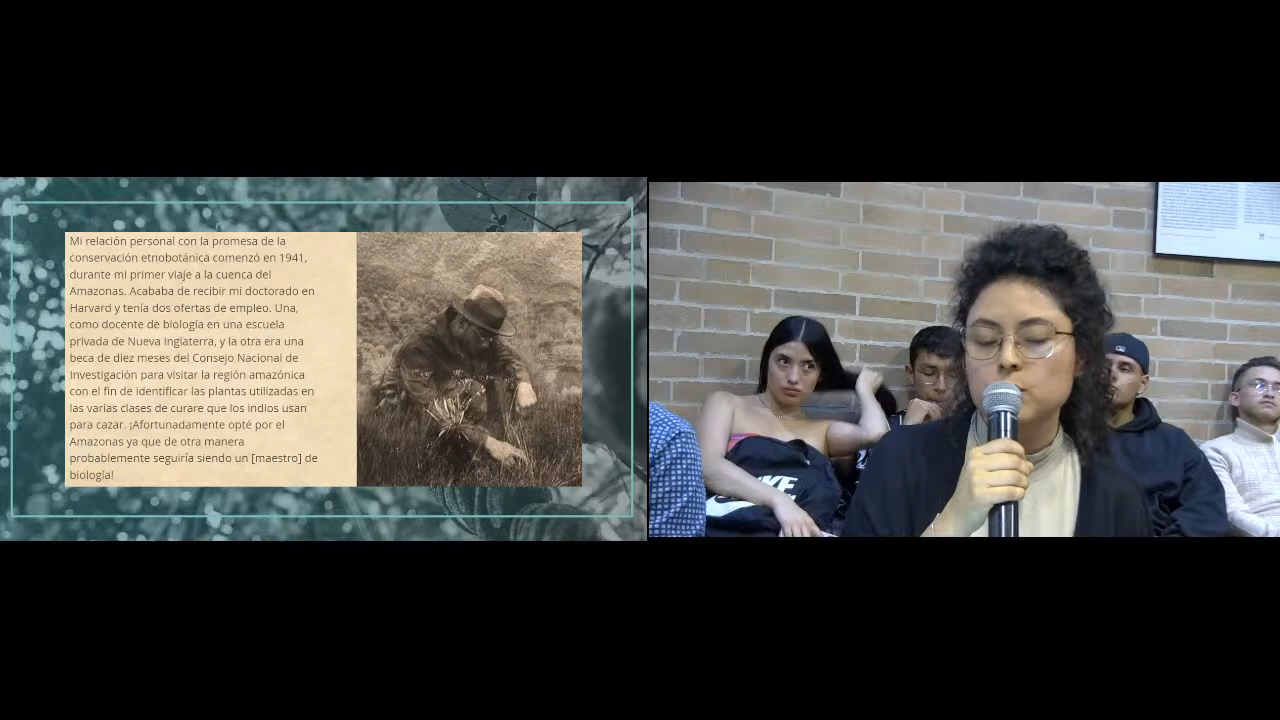 Mi relación personal con la promesa de la
conservación etnobotánica comenzó en 1941,
durante mi primer viaje a la cuenca del
Amazonas. Acababa de recibir mi doctorado en
Harvard y tenía dos ofertas de empleo. Una,
como docente de biología en una escuela
privada de Nueva Inglaterra, y la otra era una
beca de diez meses del Consejo Nacional de
Investigación para visitar la región amazónica
con el fin de identificar las plantas utilizadas en
las varias clases de curare que los indios usan
para cazar. ¡Afortunadamente opté por el
Amazonas ya que de otra manera
probablemente seguiría siendo un [maestro] de
biología!